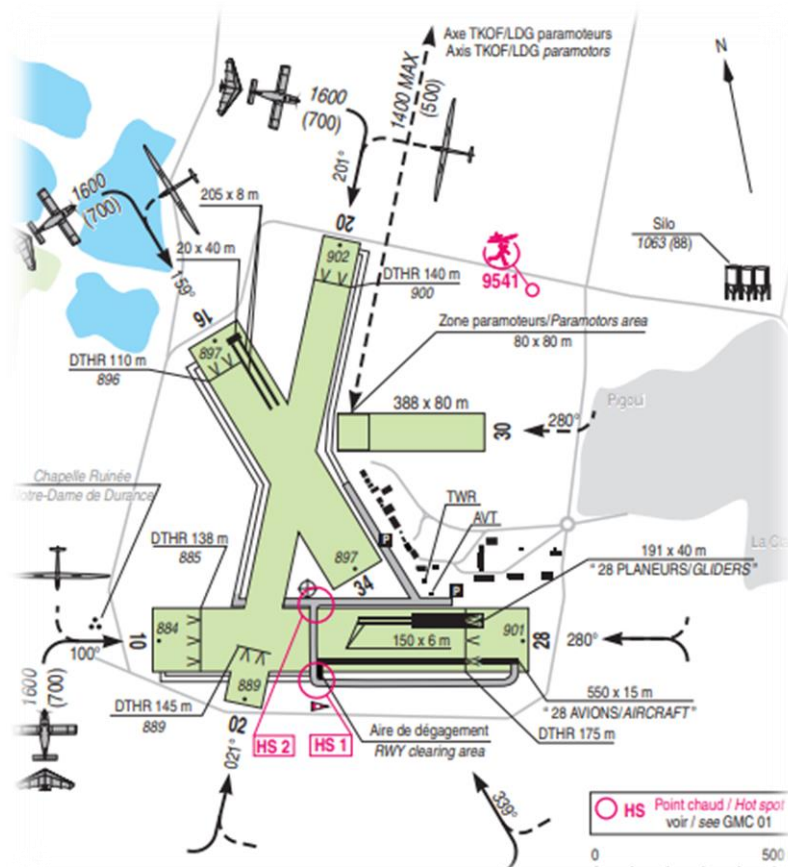 Axe TKOF/LDG paramoteurs
Axis TKOF/LDG paramotors
N
1600
(700)
1400 MAX
(500)
201°
20
1600
(700)
205 x 8 m
20 x 40 m
159°
16
902
DTHR 140 m
900
9541
Silo
1063 (88)
Zone paramoteurs/Paramotors area
80 x 80 m
897
DTHR 110 m
896
388 x 80 m
30
280°
Pigoul
Chapelle Ruinée
Notre-Dame de Durance
TWR
AVT
P
DTHR 138 m
885
897
34
P
191 x 40 m
" 28 PLANEURS/GLIDERS "
884
10
100°
901
28
280°
150 x 6 m
1600
(700)
889
DTHR 145 m
889
02
021°
HS 2
HS 1
Aire de dégagement
RWY clearing area
550 x 15 m
" 28 AVIONS/AIRCRAFT "
DTHR 175 m
339°
HS Point chaud / Hot spot
voir / see GMC 01
0 500